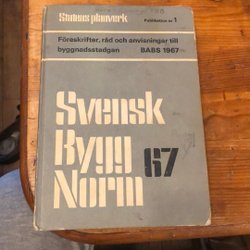 Statens planverk
Publikation nr 1
Föreskrifter, råd och anvisningar till
byggnadsstadgan BABS 1967
Svensk
Bygg
Norm 67